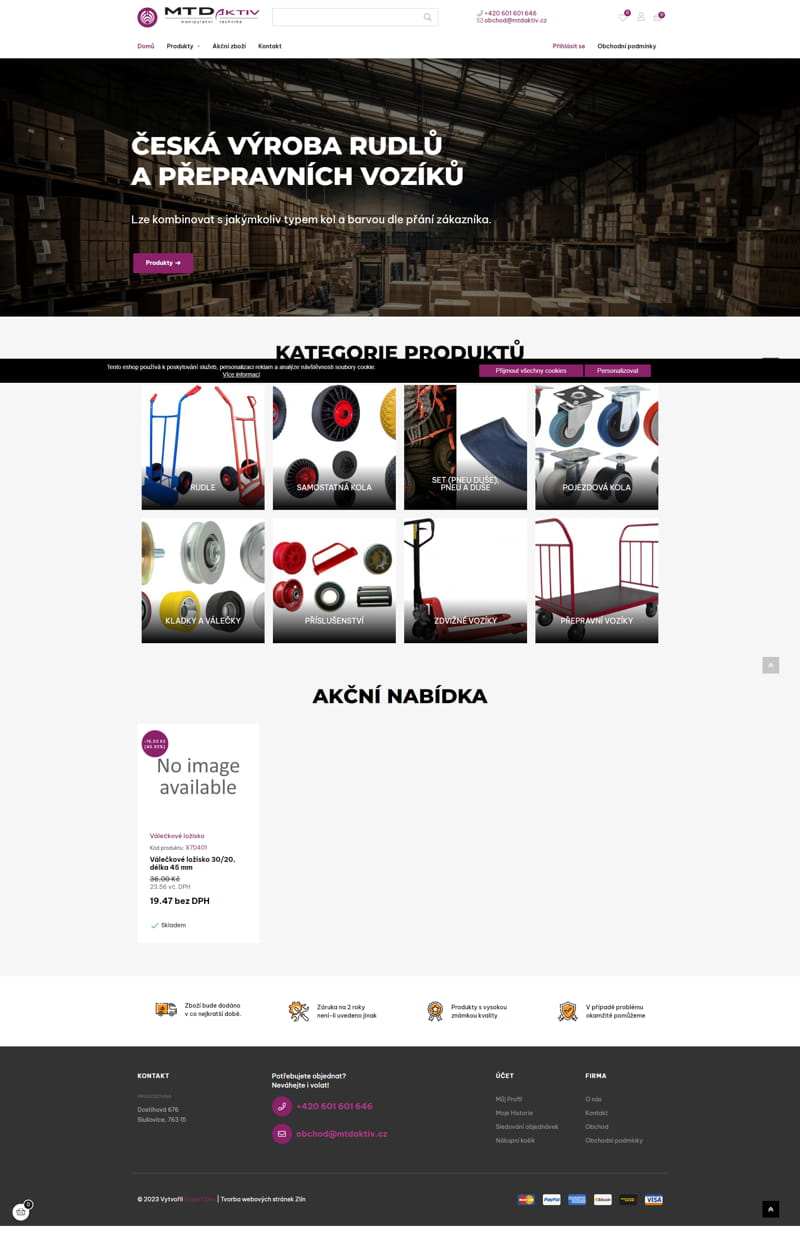 MTD AKTIV
manipulační technika
+420 601 601 646
obchod@mtdaktiv.cz
0
0
Domů
Produkty
Akční zboží
Kontakt
Přihlásit se
Obchodní podmínky
ČESKÁ VÝROBA RUDLŮ
A PŘEPRAVNÍCH VOZÍKŮ
Lze kombinovat s jakýmkoliv typem kol a barvou dle přání zákazníka.
Produkty ➔
KATEGORIE PRODUKTŮ
Tento eshop používá k poskytování služeb, personalizaci reklam a analýze návštěvnosti soubory cookie.
Více informací
Přijmout všechny cookies
Personalizovat
RUDLE
SAMOSTATNÁ KOLA
SET (PNEU DUŠE),
PNEU A DUŠE
POJEZDOVÁ KOLA
KLADKY A VÁLEČKY
PŘÍSLUŠENSTVÍ
ZDVIŽNÉ VOZÍKY
PŘEPRAVNÍ VOZÍKY
AKČNÍ NABÍDKA
No image
available
Válečkové ložisko
Kód produktu: X70401
Válečkové ložisko 30/20,
délka 45 mm
36.00 Kč
23.56 vč. DPH
19.47 bez DPH
Skladem
Zboží bude dodáno
v co nejkratší době.
Záruka na 2 roky
není-li uvedeno jinak
Produkty s vysokou
známkou kvality
V případě problému
okamžitě pomůžeme
KONTAKT
PROVOZOVNA
Dostihová 676
Slušovice, 763 15
Potřebujete objednat?
Neváhejte i volat!
+420 601 601 646
obchod@mtdaktiv.cz
ÚČET
Můj Profil
Moje Historie
Sledování objednávek
Nákupní košík
FIRMA
O nás
Kontakt
Obchod
Obchodní podmínky
© 2023 Vytvořil
| Tvorba webových stránek Zlín
PayPal
VISA
0